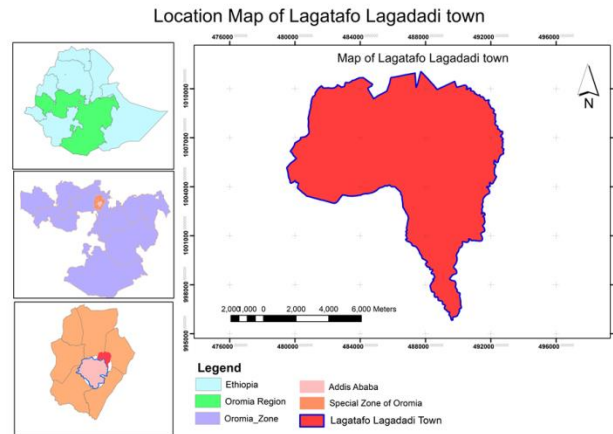 Location Map of Lagatafo Lagadadi town
476000 480000 484000 488000 492000 496000
Map of Lagatafo Lagadadi town
N
1010000
1007000
1001000
998000
995000
2,000 1,000 0 2,000 4,000 6,000 Meters
476000 480000 484000 488000 492000 496000
Legend
Ethiopia
Addis Ababa
Oromia Region
Special Zone of Oromia
Oromia_Zone
Lagatafo Lagadadi Town